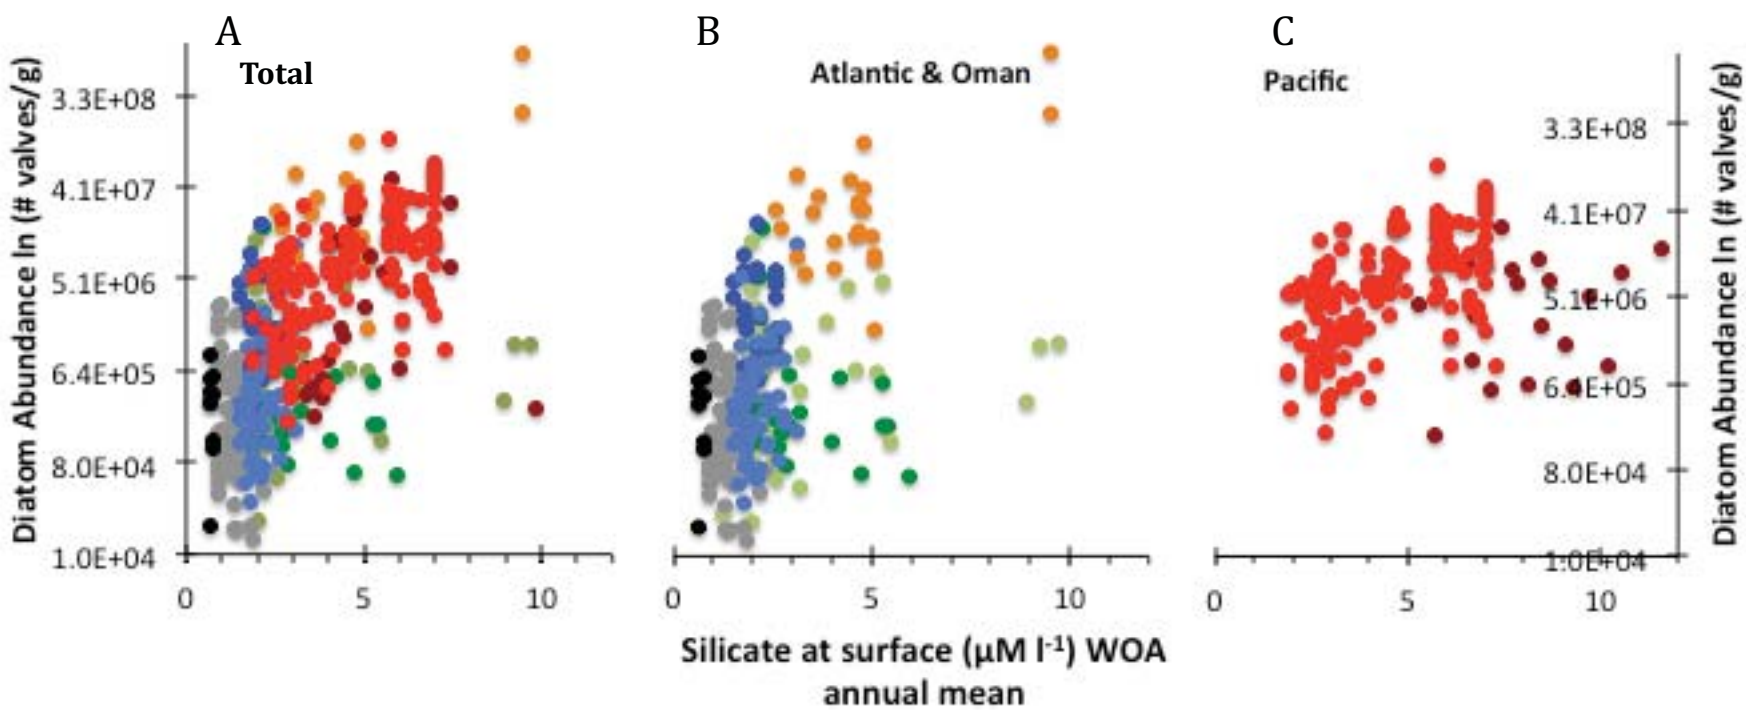 A
B
C
Total
Atlantic & Oman
Pacific
Diatom Abundance ln (# valves/g)
3.3E+08
4.1E+07
5.1E+06
6.4E+05
8.0E+04
1.0E+04
0 5 10
0 5 10
0 5 10
3.3E+08
4.1E+07
5.1E+06
6.4E+05
8.0E+04
1.0E+04
Diatom Abundance ln (# valves/g)
Silicate at surface (µM l⁻¹) WOA
annual mean